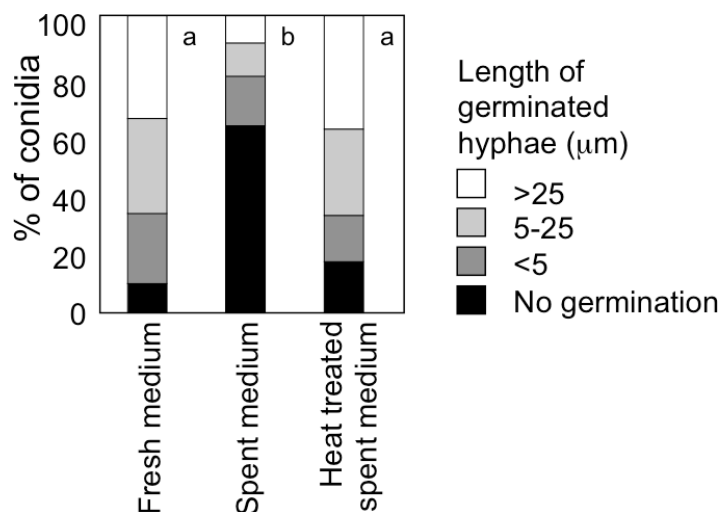 % of conidia
100
80
60
40
20
0
a
b
a
Fresh medium
Spent medium
Heat treated
spent medium
Length of
germinated
hyphae (μm)
>25
5-25
<5
No germination